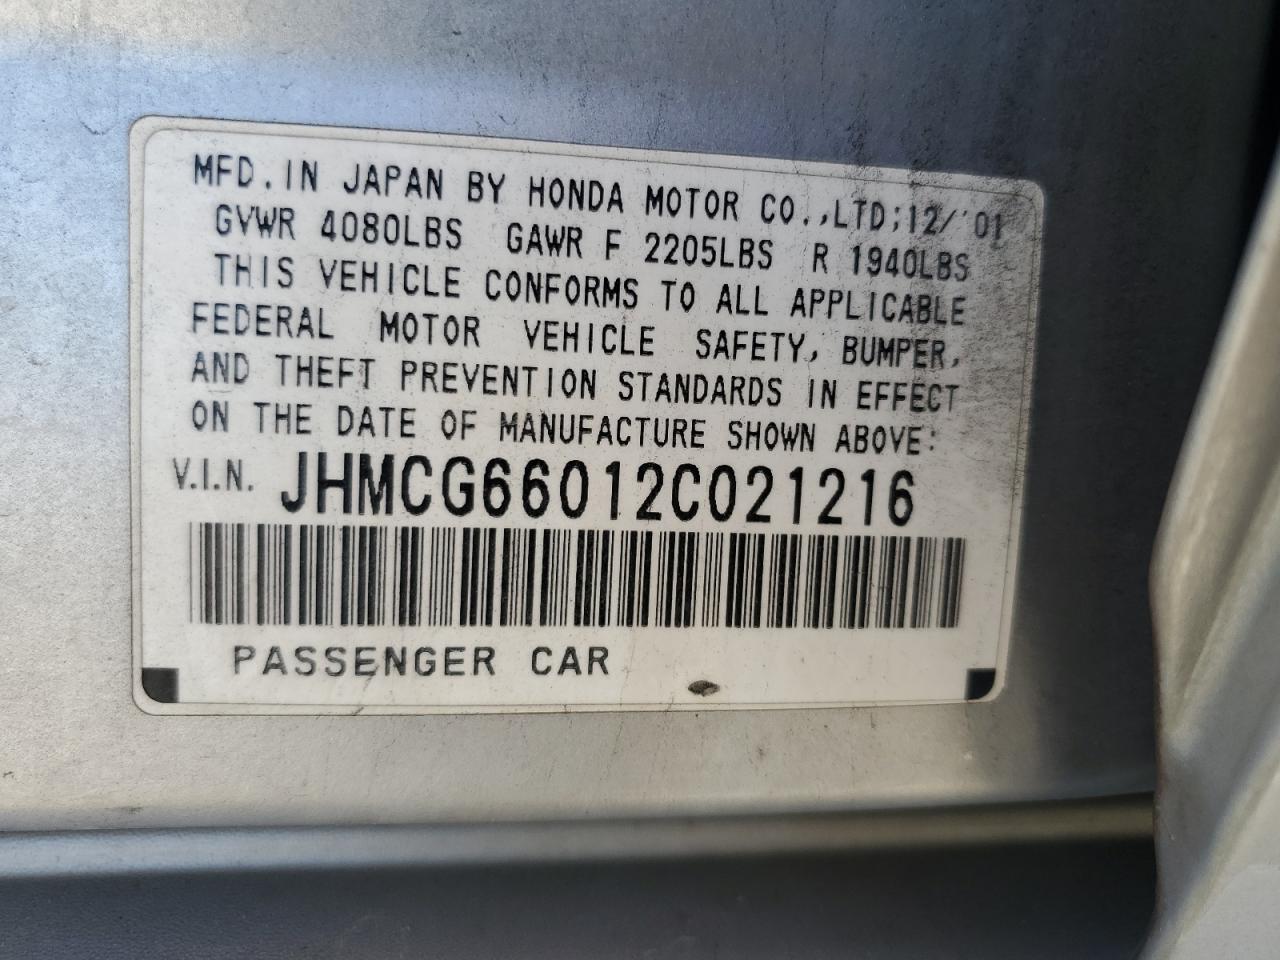 MFD. IN JAPAN BY HONDA MOTOR CO.,LTD;12/'01
GVWR 4080LBS GAWR F 2205LBS R 1940LBS
THIS VEHICLE CONFORMS TO ALL APPLICABLE
FEDERAL MOTOR VEHICLE SAFETY, BUMPER,
AND THEFT PREVENTION STANDARDS IN EFFECT
ON THE DATE OF MANUFACTURE SHOWN ABOVE:
V.I.N. JHMCG66012C021216
PASSENGER CAR